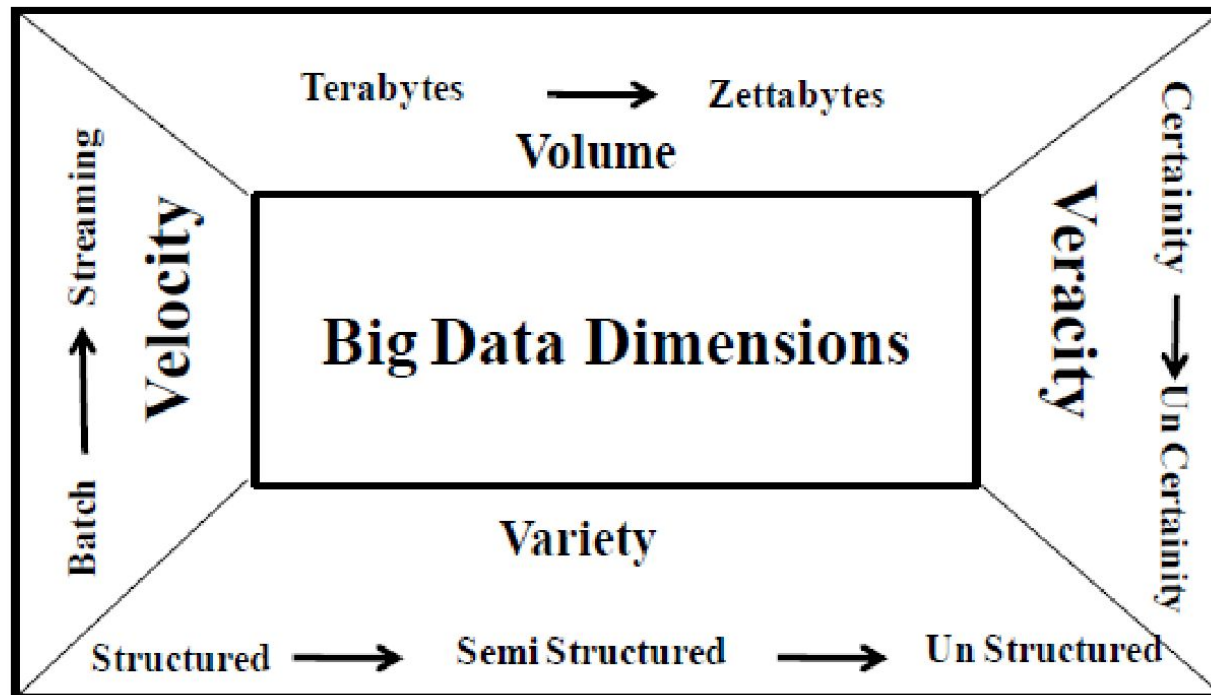 Terabytes
Zettabytes
Volume
Batch
Streaming
Velocity
Big Data Dimensions
Veracity
Certainity
Un Certainity
Variety
Structured
Semi Structured
Un Structured